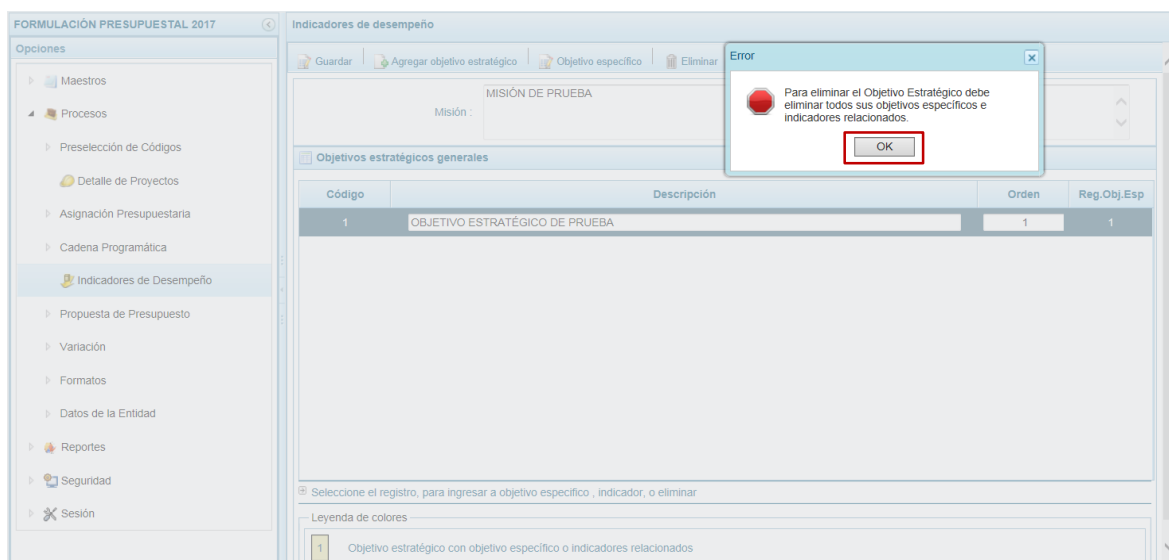 FORMULACIÓN PRESUPUESTAL 2017
Opciones
Maestros
Procesos
Preselección de Códigos
Detalle de Proyectos
Asignación Presupuestaria
Cadena Programática
Indicadores de Desempeño
Propuesta de Presupuesto
Variación
Formatos
Datos de la Entidad
Reportes
Seguridad
Sesión
Indicadores de desempeño
Guardar Agregar objetivo estratégico Objetivo específico Eliminar
Misión : MISIÓN DE PRUEBA
Error
Para eliminar el Objetivo Estratégico debe
eliminar todos sus objetivos específicos e
indicadores relacionados.
OK
Objetivos estratégicos generales
Código Descripción Orden Reg.Obj.Esp
1 OBJETIVO ESTRATÉGICO DE PRUEBA 1 1
Seleccione el registro, para ingresar a objetivo especifico , indicador, o eliminar
Leyenda de colores
1 Objetivo estratégico con objetivo específico o indicadores relacionados